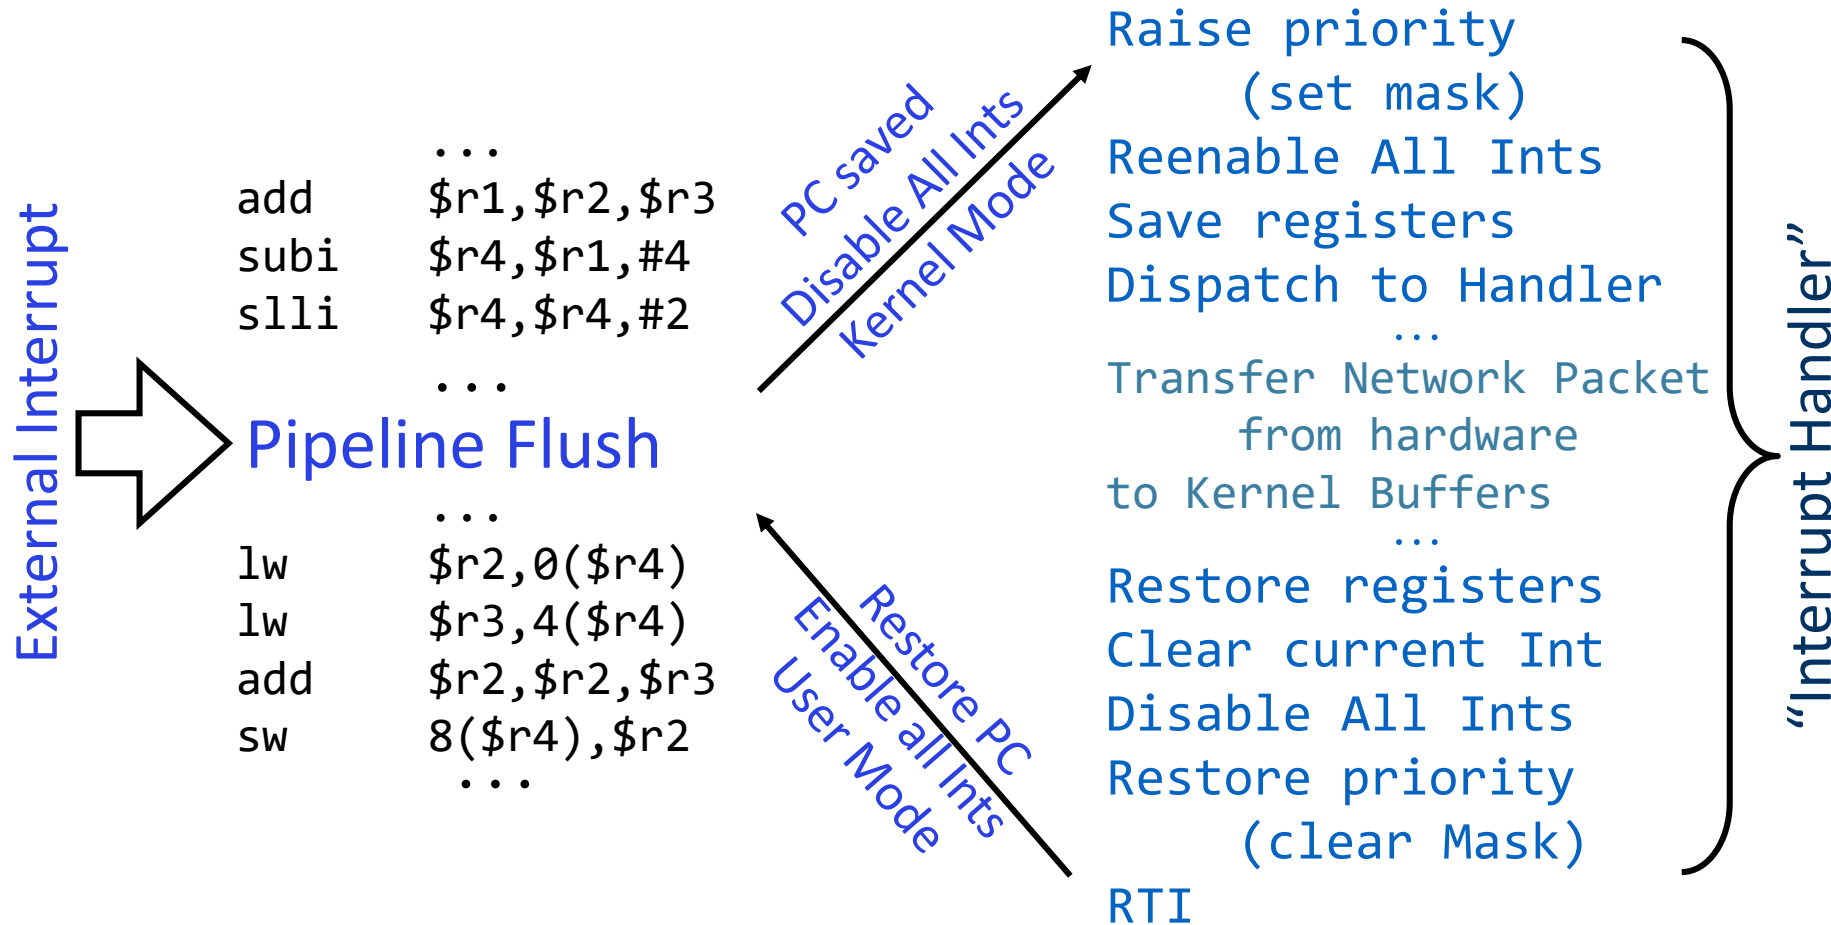 External Interrupt
...
add $r1,$r2,$r3
subi $r4,$r1,#4
slli $r4,$r4,#2
...
Pipeline Flush
...
lw $r2,0($r4)
lw $r3,4($r4)
add $r2,$r2,$r3
sw 8($r4),$r2
...
PC saved
Disable All Ints
Kernel Mode
Raise priority
(set mask)
Reenable All Ints
Save registers
Dispatch to Handler
...
Transfer Network Packet
from hardware
to Kernel Buffers
...
Restore registers
Clear current Int
Disable All Ints
Restore priority
(clear Mask)
RTI
Restore PC
Enable all Ints
User Mode
“Interrupt Handler”